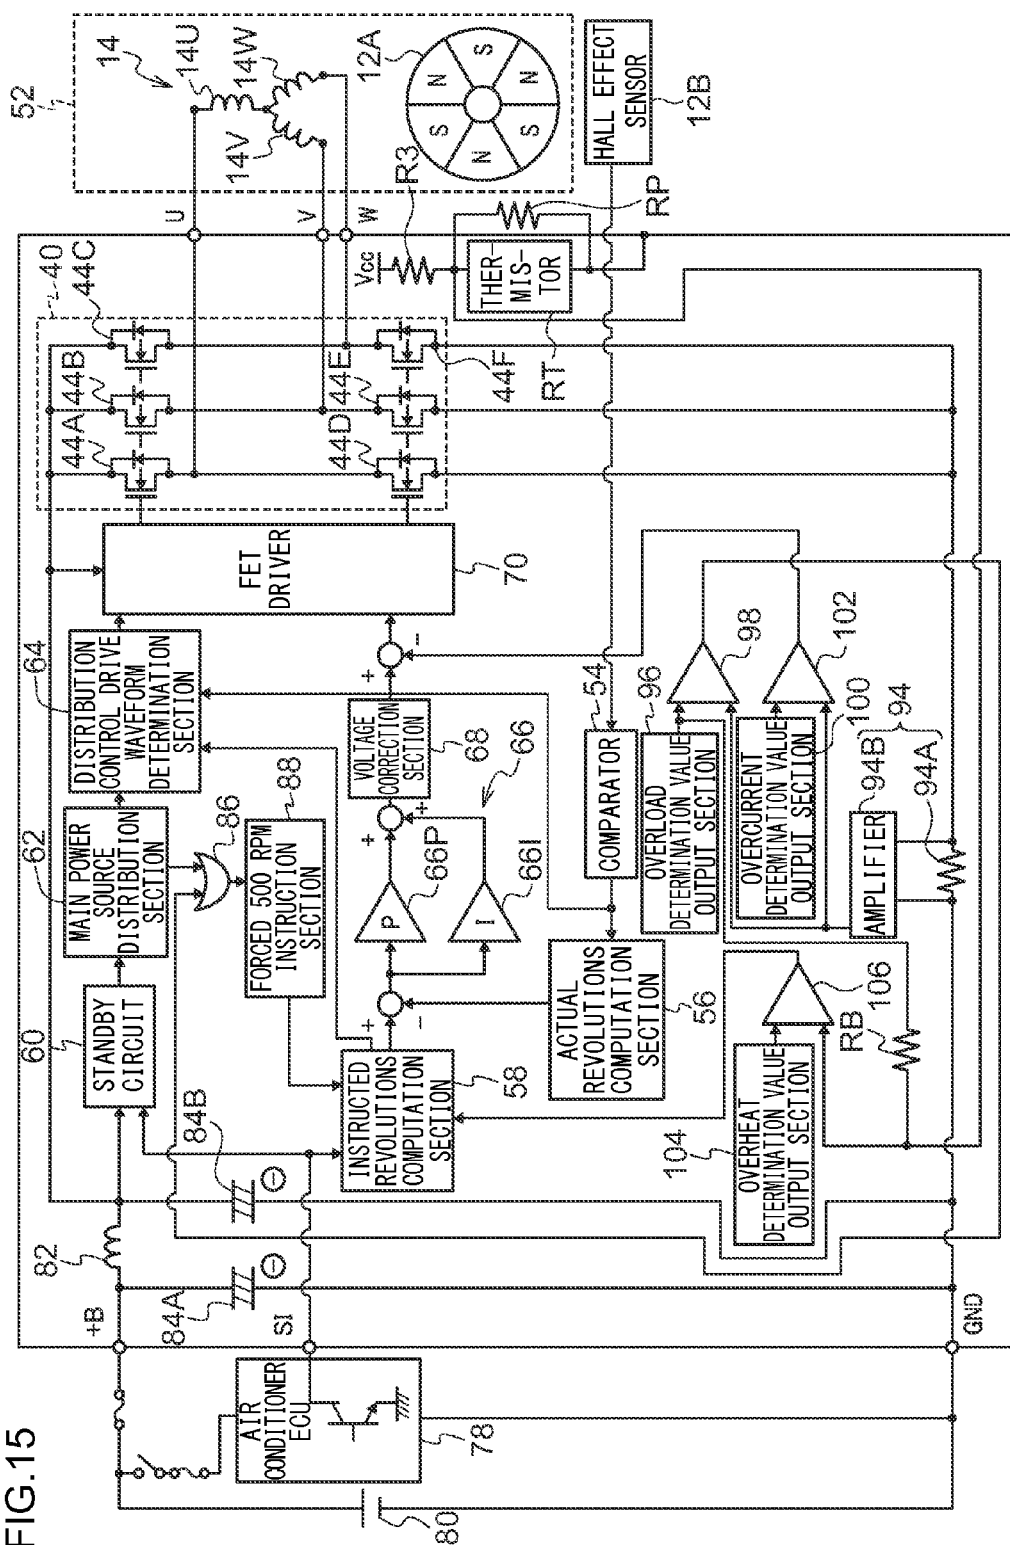 FIG.15
52
14
14U
14W
14V
12A
S
N
S
N
S
N
HALL EFFECT
SENSOR
12B
U
V
W
R3
RP
Vcc
THER-
MIS-
TOR
RT
40
44C
44B
44A
44F
44E
44D
FET
DRIVER
70
64
DISTRIBUTION
CONTROL DRIVE
WAVEFORM
DETERMINATION
SECTION
62
MAIN POWER
SOURCE
DISTRIBUTION
SECTION
60
STANDBY
CIRCUIT
86
88
FORCED 500 RPM
INSTRUCTION
SECTION
VOLTAGE
CORRECTION
SECTION
68
+
-
+
+
66
P
66P
I
66I
+
-
INSTRUCTED
REVOLUTIONS
COMPUTATION
SECTION
58
ACTUAL
REVOLUTIONS
COMPUTATION
SECTION
56
COMPARATOR
54
OVERLOAD
DETERMINATION VALUE
OUTPUT SECTION
96
98
OVERCURRENT
DETERMINATION VALUE
OUTPUT SECTION
100
102
AMPLIFIER
94B
94
94A
OVERHEAT
DETERMINATION VALUE
OUTPUT SECTION
104
106
RB
84B
-
82
84A
-
+B
SI
GND
AIR
CONDITIONER
ECU
78
80